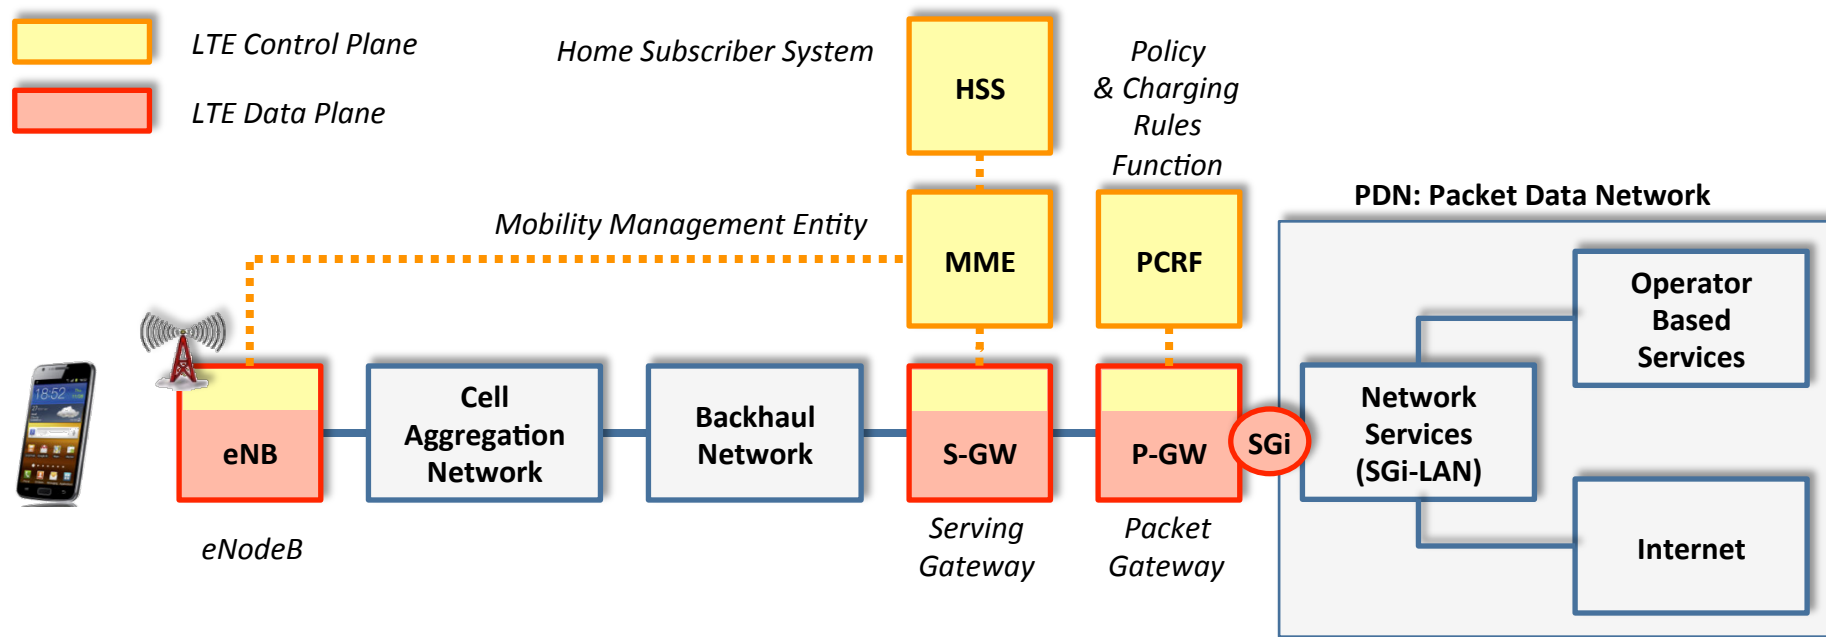 LTE Control Plane
LTE Data Plane
Home Subscriber System
HSS
Policy
& Charging
Rules
Function
Mobility Management Entity
MME
PCRF
PDN: Packet Data Network
Operator
Based
Services
18:52
eNB
Cell
Aggregation
Network
Backhaul
Network
S-GW
P-GW
SGi
Network
Services
(SGi-LAN)
Internet
eNodeB
Serving
Gateway
Packet
Gateway